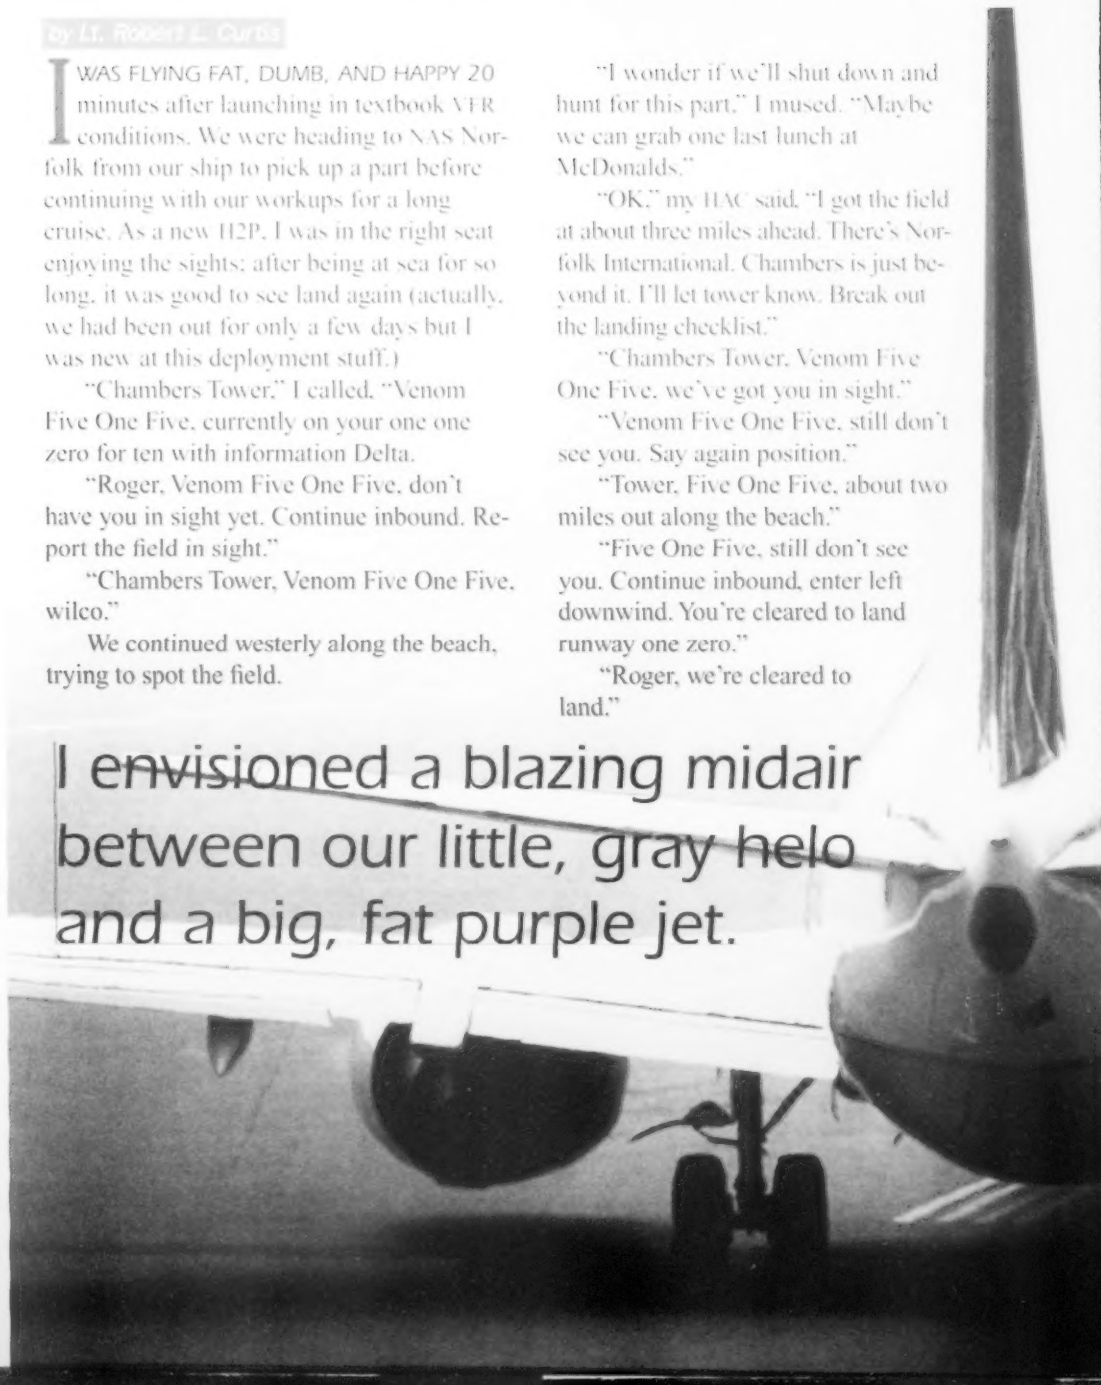 by Lt. Robert L. Curtis
I WAS FLYING FAT, DUMB, AND HAPPY 20
minutes after launching in textbook VFR
conditions. We were heading to NAS Nor-
folk from our ship to pick up a part before
continuing with our workups for a long
cruise. As a new H2P, I was in the right seat
enjoying the sights; after being at sea for so
long, it was good to see land again (actually,
we had been out for only a few days but I
was new at this deployment stuff.)
"Chambers Tower," I called, "Venom
Five One Five, currently on your one one
zero for ten with information Delta.
"Roger, Venom Five One Five, don't
have you in sight yet. Continue inbound. Re-
port the field in sight."
"Chambers Tower, Venom Five One Five,
wilco."
We continued westerly along the beach,
trying to spot the field.
"I wonder if we'll shut down and
hunt for this part," I mused. "Maybe
we can grab one last lunch at
McDonalds."
"OK," my HAC said, "I got the field
at about three miles ahead. There's Nor-
folk International. Chambers is just be-
yond it. I'll let tower know. Break out
the landing checklist."
"Chambers Tower, Venom Five
One Five, we've got you in sight."
"Venom Five One Five, still don't
see you. Say again position."
"Tower, Five One Five, about two
miles out along the beach."
"Five One Five, still don't see
you. Continue inbound, enter left
downwind. You're cleared to land
runway one zero."
"Roger, we're cleared to
land."
I envisioned a blazing midair
between our little, gray helo
and a big, fat purple jet.